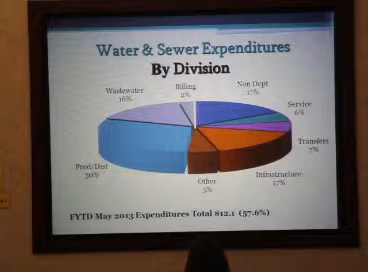 Water & Sewer Expenditures
By Division
Wastewater
16%
Billing
2%
Non Dept
17%
Service
6%
Transfers
7%
Infrastructure
17%
Other
5%
Prod/Dist
30%
FYTD May 2013 Expenditures Total $12.1 (57.6%)